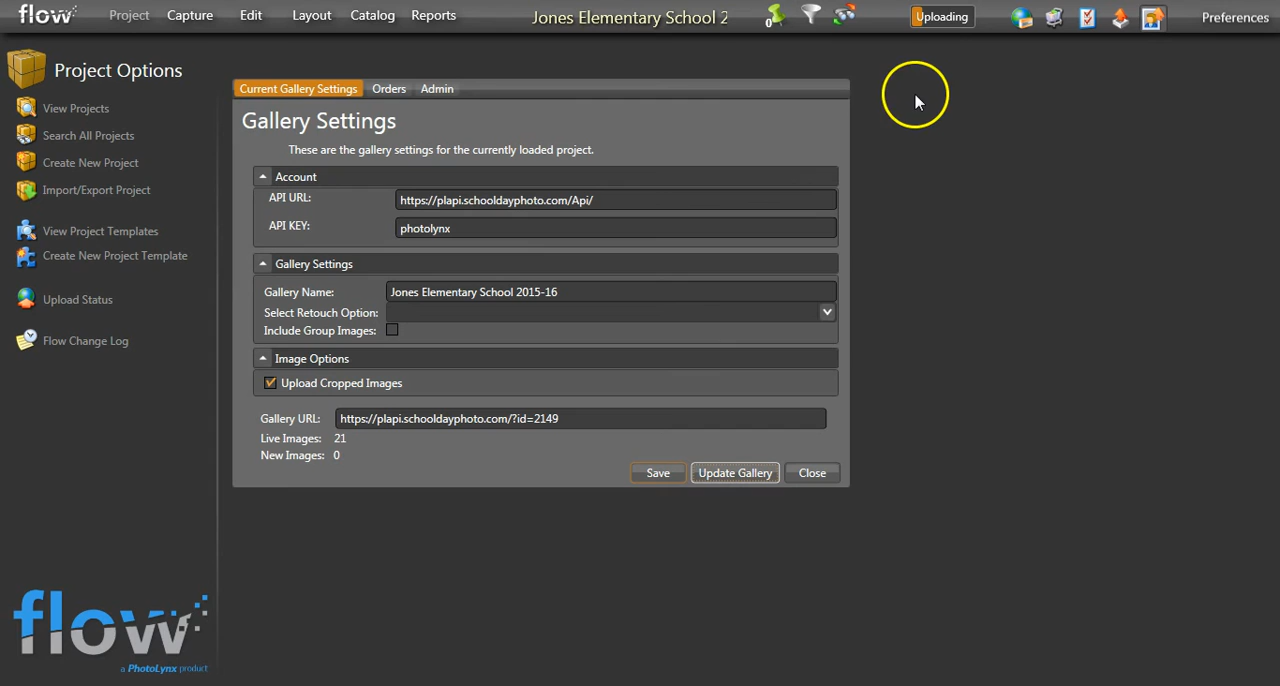 flow Project Capture Edit Layout Catalog Reports Jones Elementary School 2 0 Uploading Preferences
Project Options
View Projects
Search All Projects
Create New Project
Import/Export Project
View Project Templates
Create New Project Template
Upload Status
Flow Change Log
Current Gallery Settings Orders Admin
Gallery Settings
These are the gallery settings for the currently loaded project.
Account
API URL: https://plapi.schooldayphoto.com/Api/
API KEY: photolynx
Gallery Settings
Gallery Name: Jones Elementary School 2015-16
Select Retouch Option:
Include Group Images:
Image Options
Upload Cropped Images
Gallery URL: https://plapi.schooldayphoto.com/?id=2149
Live Images: 21
New Images: 0
Save Update Gallery Close
flow
a PhotoLynx product